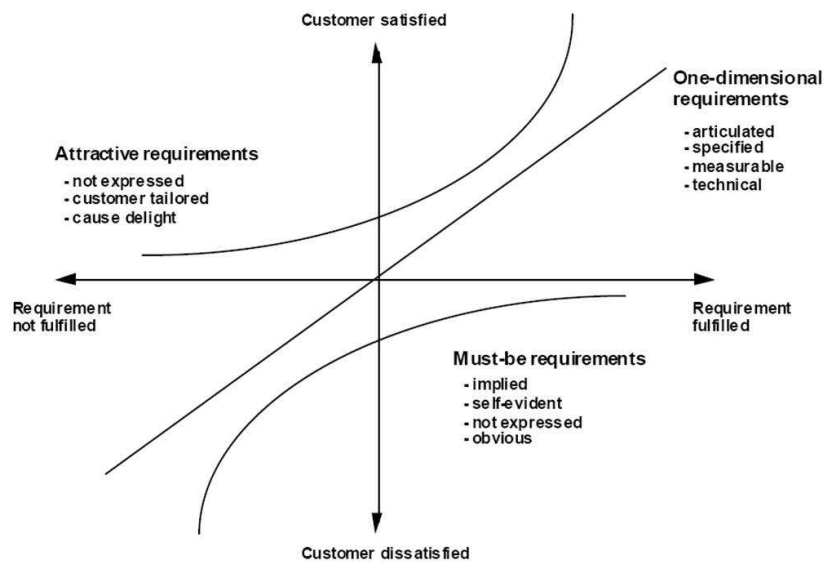 Customer satisfied
One-dimensional
requirements
- articulated
- specified
- measurable
- technical
Attractive requirements
- not expressed
- customer tailored
- cause delight
Requirement
not fulfilled
Requirement
fulfilled
Must-be requirements
- implied
- self-evident
- not expressed
- obvious
Customer dissatisfied